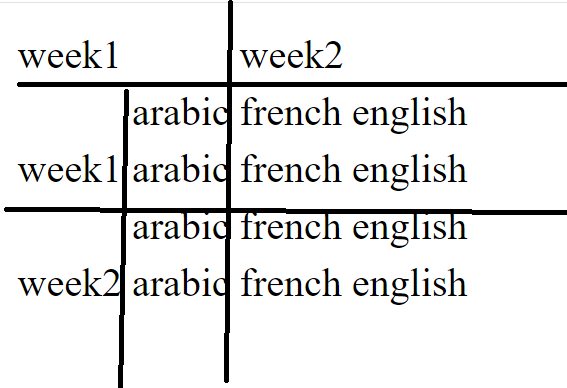 week1 week2
arabic french english
week1 arabic french english
arabic french english
week2 arabic french english